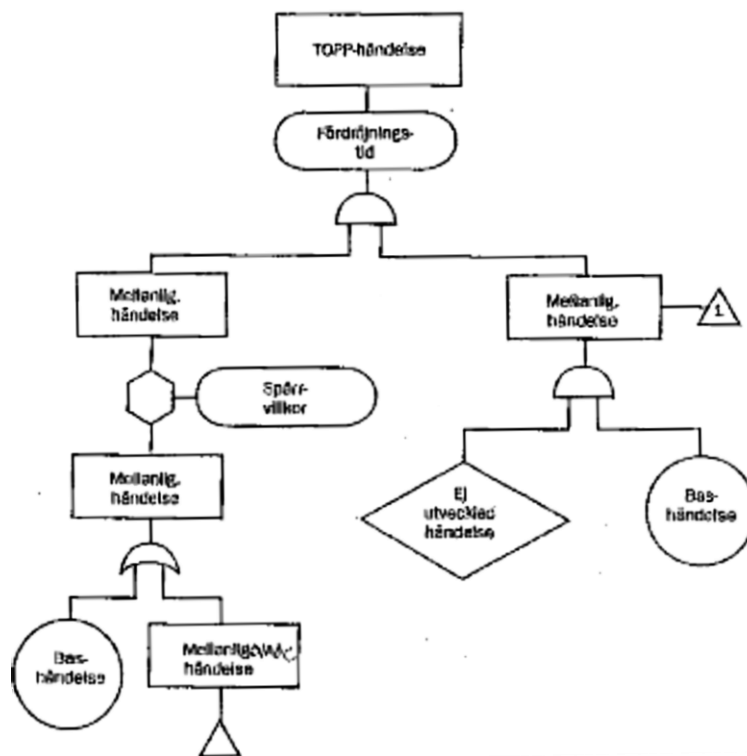 TOPP-händelse
Fördröjnings-
tid
Mellanlig.
händelse
Mellanlig.
händelse
1
Spärr-
villkor
Mellanlig.
händelse
Ej
utvecklad
händelse
Bas-
händelse
Bas-
händelse
Mellanlig.
händelse